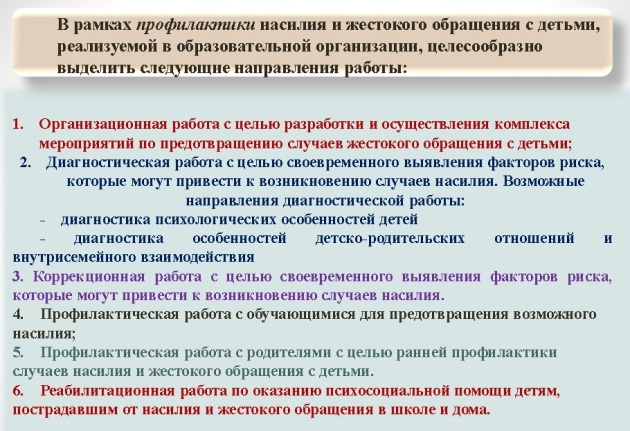 В рамках профилактики насилия и жестокого обращения с детьми,
реализуемой в образовательной организации, целесообразно
выделить следующие направления работы:
1. Организационная работа с целью разработки и осуществления комплекса
мероприятий по предотвращению случаев жестокого обращения с детьми;
2. Диагностическая работа с целью своевременного выявления факторов риска,
которые могут привести к возникновению случаев насилия. Возможные
направления диагностической работы:
- диагностика психологических особенностей детей
- диагностика особенностей детско-родительских отношений и
внутрисемейного взаимодействия
3. Коррекционная работа с целью своевременного выявления факторов риска,
которые могут привести к возникновению случаев насилия.
4. Профилактическая работа с обучающимися для предотвращения возможного
насилия;
5. Профилактическая работа с родителями с целью ранней профилактики
случаев насилия и жестокого обращения с детьми.
6. Реабилитационная работа по оказанию психосоциальной помощи детям,
пострадавшим от насилия и жестокого обращения в школе и дома.